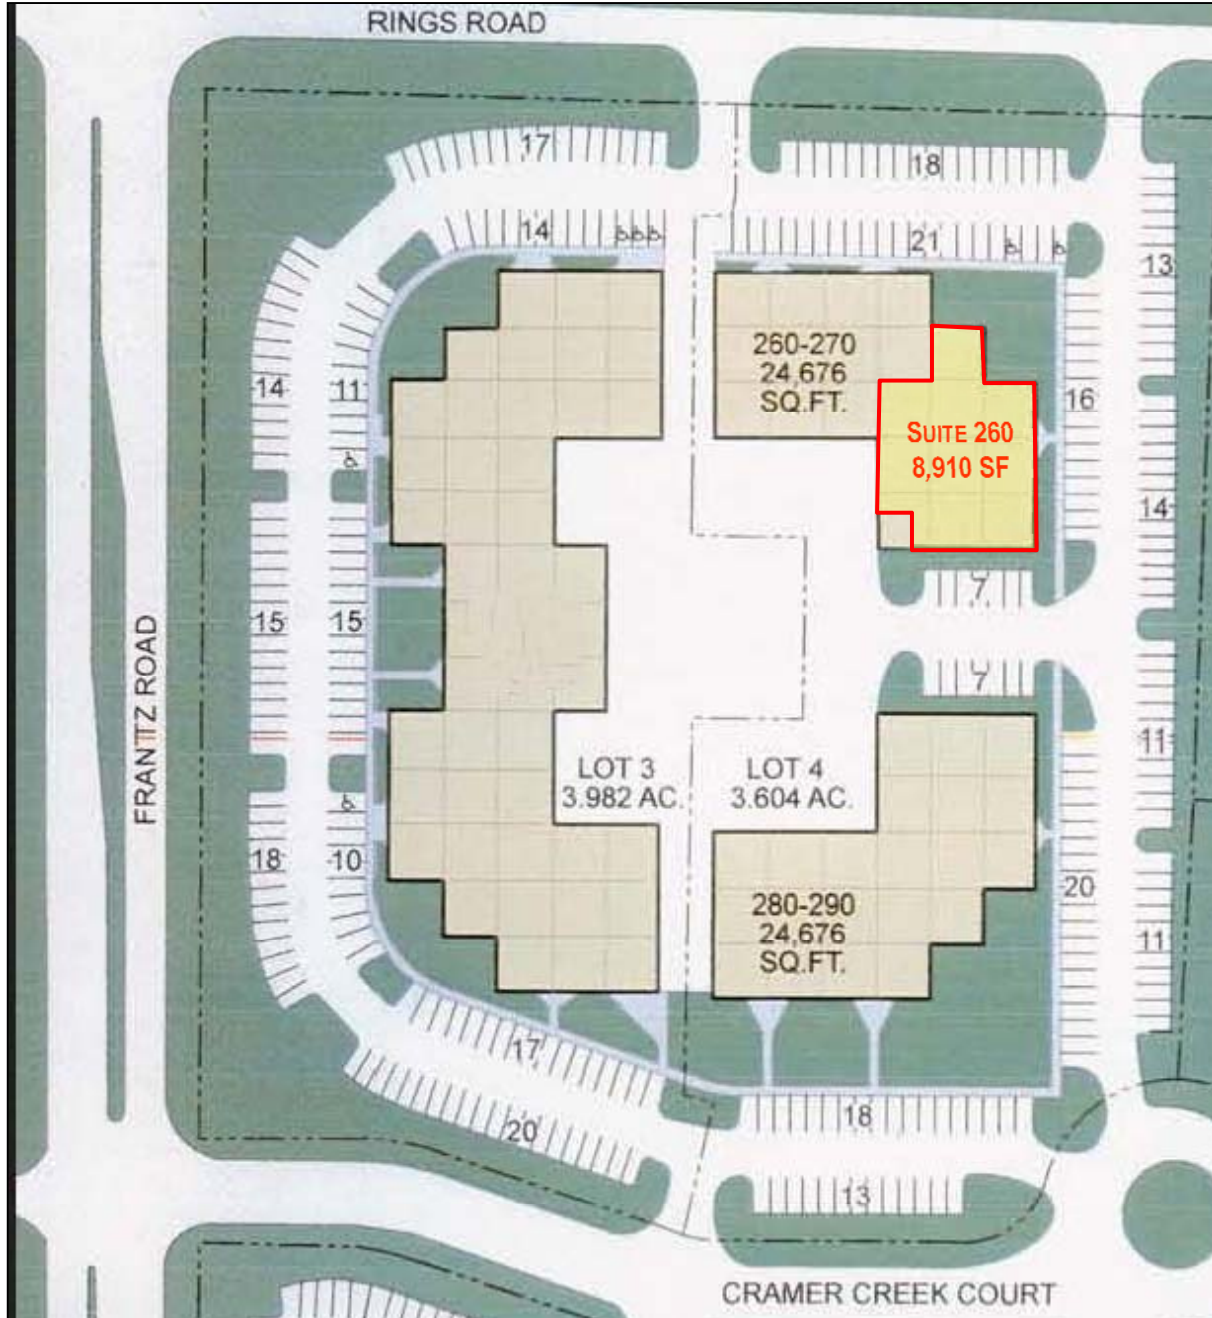 RINGS ROAD
17
18
14
21
13
260-270
24,676
SQ.FT.
14
11
16
SUITE 260
8,910 SF
14
7
15
15
FRANTZ ROAD
7
11
LOT 3
3.982 AC.
LOT 4
3.604 AC.
18
10
20
280-290
24,676
SQ.FT.
11
17
20
18
13
CRAMER CREEK COURT